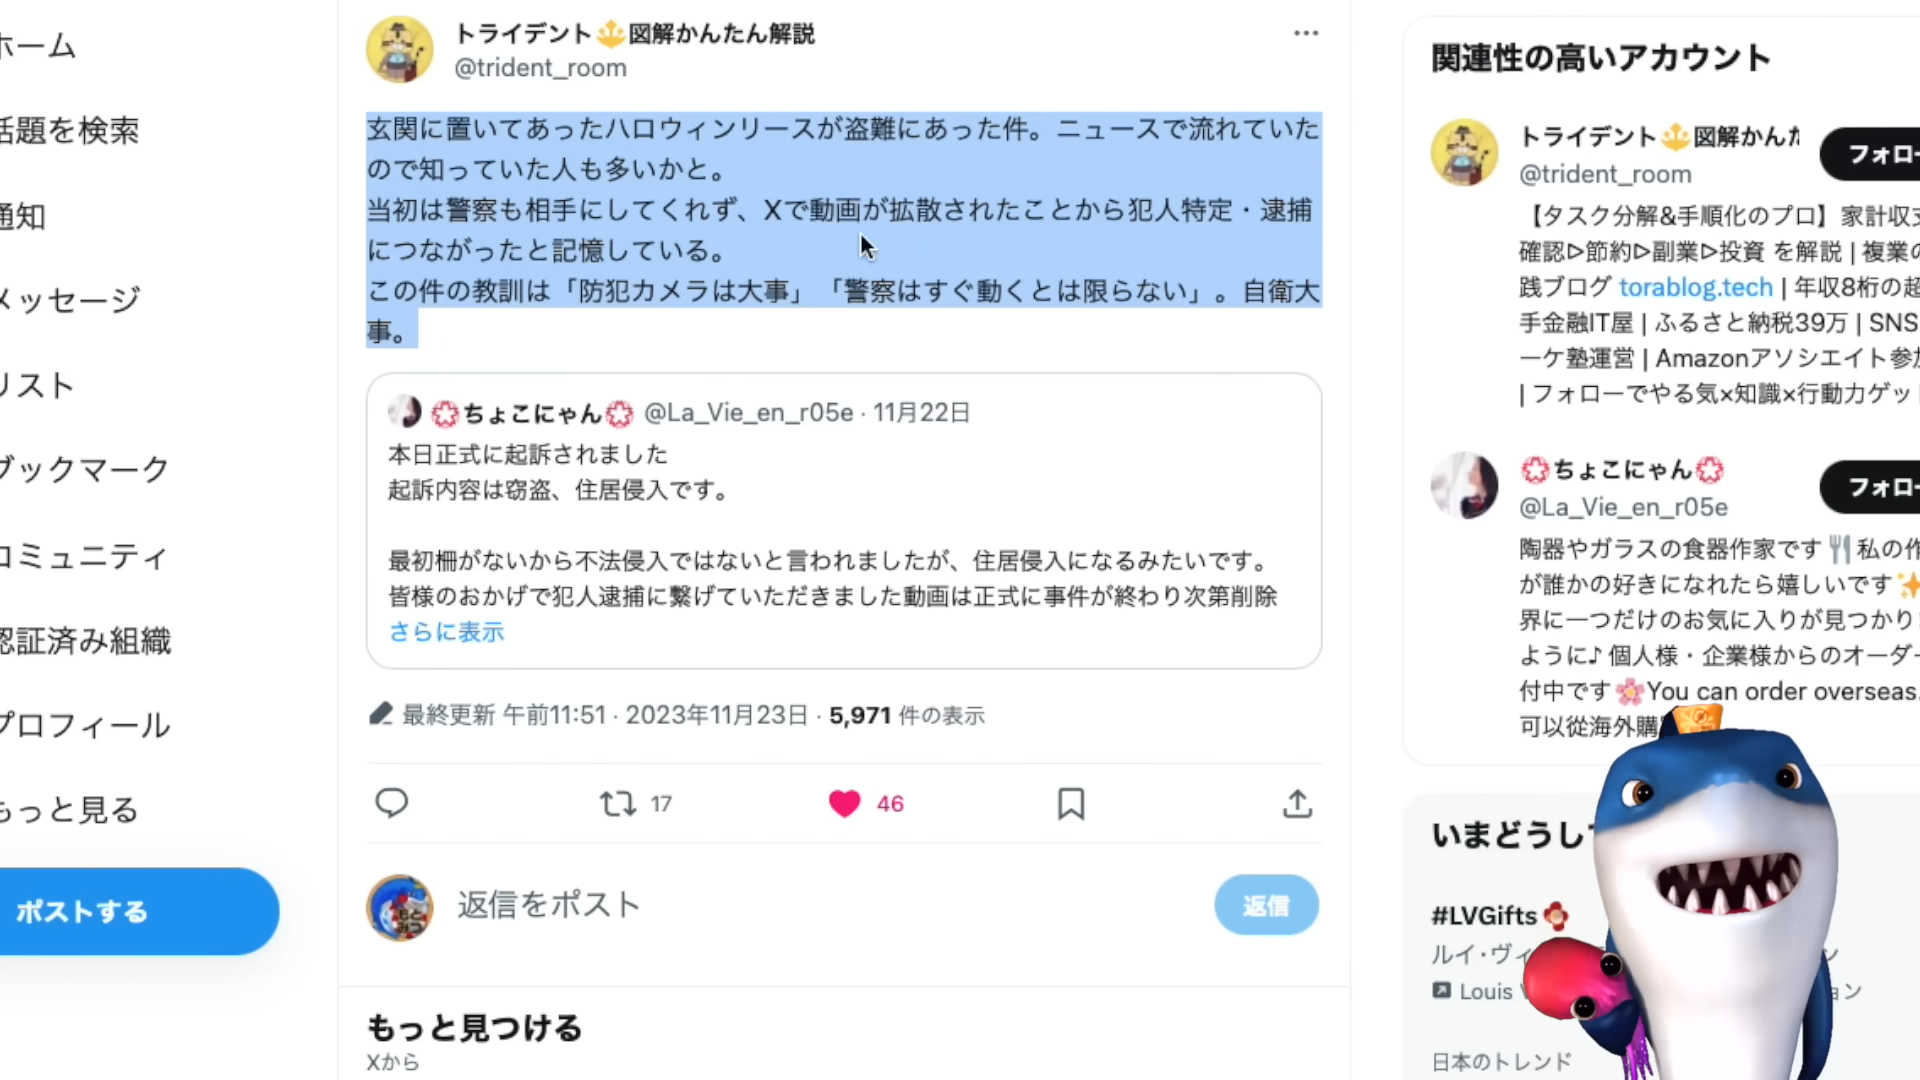 ホーム
話題を検索
通知
メッセージ
リスト
ブックマーク
コミュニティ
認証済み組織
プロフィール
もっと見る
ポストする
トライデント🔱図解かんたん解説
@trident_room
玄関に置いてあったハロウィンリースが盗難にあった件。ニュースで流れていた
ので知っていた人も多いかと。
当初は警察も相手にしてくれず、Xで動画が拡散されたことから犯人特定・逮捕
につながったと記憶している。
この件の教訓は「防犯カメラは大事」「警察はすぐ動くとは限らない」。自衛大
事。
💮ちょこにゃん💮 @La_Vie_en_r05e · 11月22日
本日正式に起訴されました
起訴内容は窃盗、住居侵入です。
最初柵がないから不法侵入ではないと言われましたが、住居侵入になるみたいです。
皆様のおかげで犯人逮捕に繋げていただきました動画は正式に事件が終わり次第削除
さらに表示
最終更新 午前11:51 · 2023年11月23日 · 5,971 件の表示
17
46
もとみつ
返信をポスト
返信
もっと見つける
Xから
関連性の高いアカウント
トライデント🔱図解かんた
@trident_room
フォロー
【タスク分解&手順化のプロ】家計収支
確認▷節約▷副業▷投資 を解説 | 複業の
践ブログ torablog.tech | 年収8桁の超
手金融IT屋 | ふるさと納税39万 | SNS
ーケ塾運営 | Amazonアソシエイト参加
| フォローでやる気×知識×行動力ゲット
💮ちょこにゃん💮
@La_Vie_en_r05e
フォロー
陶器やガラスの食器作家です🍴私の作
が誰かの好きになれたら嬉しいです✨
界に一つだけのお気に入りが見つかり
ように♪ 個人様・企業様からのオーダー
付中です🌸You can order overseas.
可以從海外購
いまどうし
#LVGifts
ルイ・ヴィ
Louis
ョン
日本のトレンド